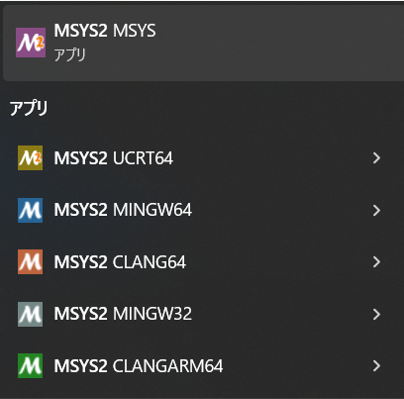 MSYS2 MSYS
アプリ
アプリ
MSYS2 UCRT64
MSYS2 MINGW64
MSYS2 CLANG64
MSYS2 MINGW32
MSYS2 CLANGARM64